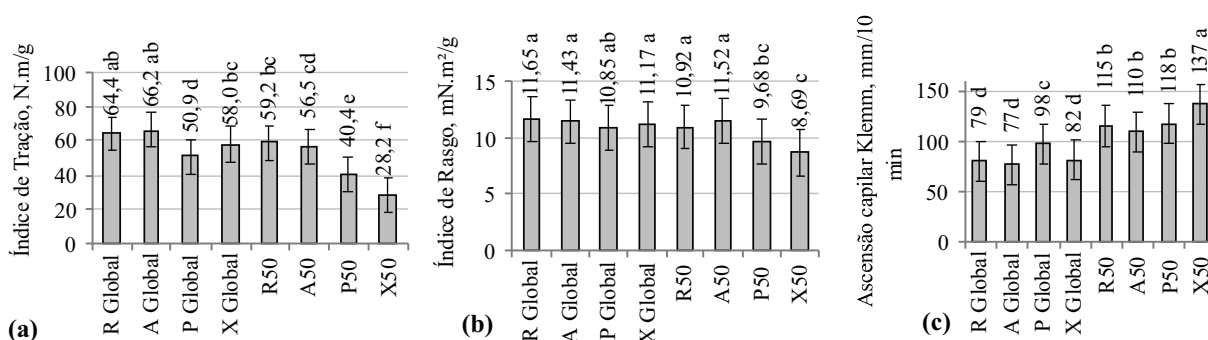 Índice de Tração, N.m/g
100
80
60
40
20
0
64,4 ab
66,2 ab
50,9 d
58,0 bc
59,2 bc
56,5 cd
40,4 e
28,2 f
R Global
A Global
P Global
X Global
R50
A50
P50
X50
(a)
Índice de Rasgo, mN.m²/g
15
10
5
0
11,65 a
11,43 a
10,85 ab
11,17 a
10,92 a
11,52 a
9,68 bc
8,69 c
R Global
A Global
P Global
X Global
R50
A50
P50
X50
(b)
Ascensão capilar Klemm, mm/10
min
150
100
50
0
79 d
77 d
98 c
82 d
115 b
110 b
118 b
137 a
R Global
A Global
P Global
X Global
R50
A50
P50
X50
(c)